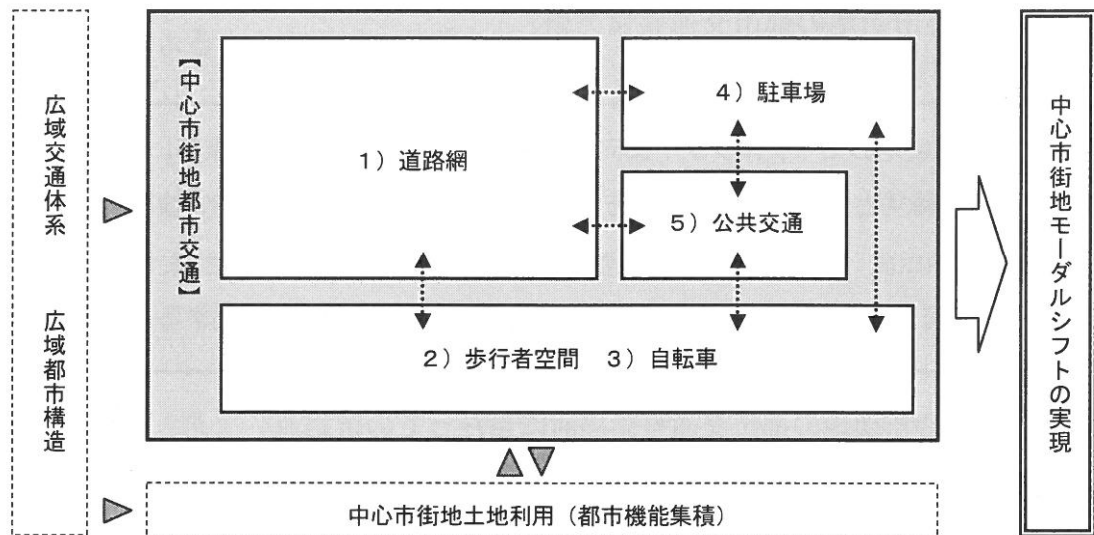 広域交通体系
広域都市構造
【中心市街地都市交通】
1）道路網
4）駐車場
5）公共交通
2）歩行者空間　3）自転車
中心市街地土地利用（都市機能集積）
中心市街地モーダルシフトの実現